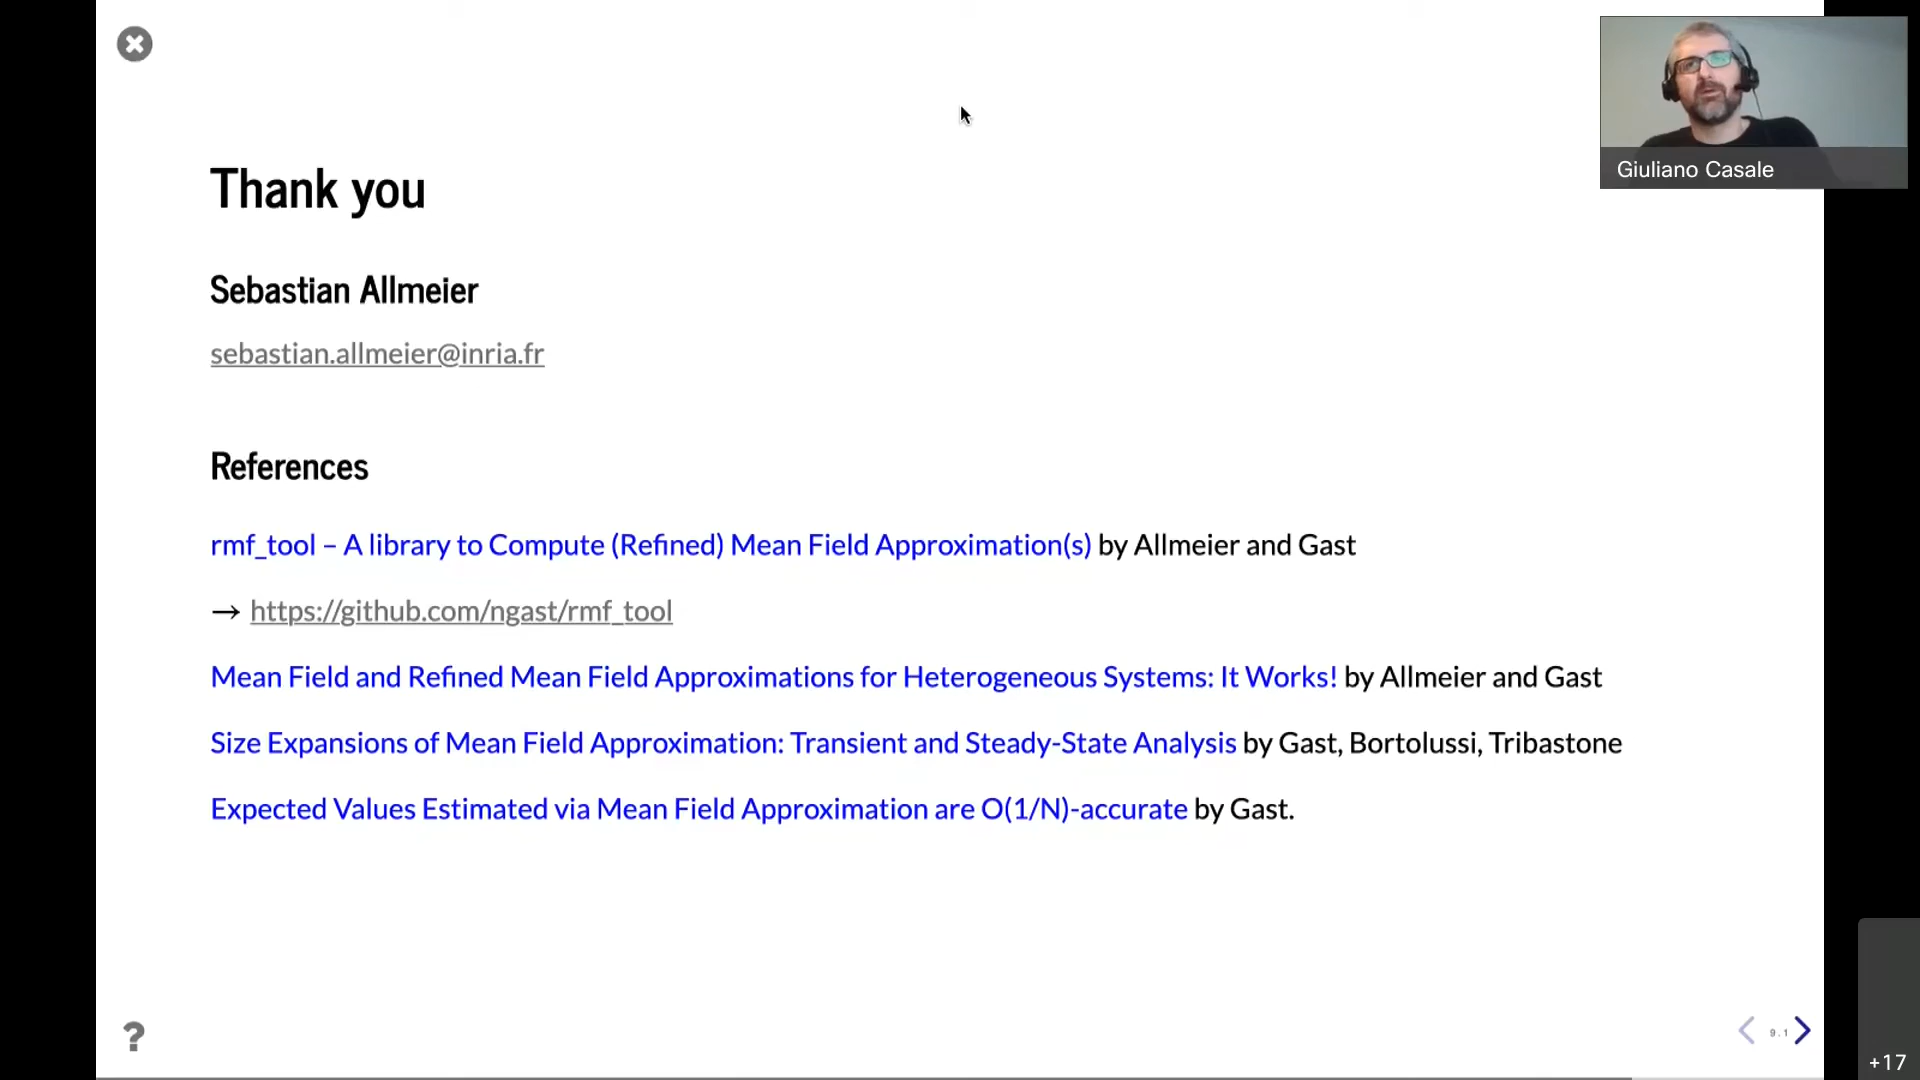 Giuliano Casale
Thank you
Sebastian Allmeier
sebastian.allmeier@inria.fr
References
rmf_tool – A library to Compute (Refined) Mean Field Approximation(s) by Allmeier and Gast
→ https://github.com/ngast/rmf_tool
Mean Field and Refined Mean Field Approximations for Heterogeneous Systems: It Works! by Allmeier and Gast
Size Expansions of Mean Field Approximation: Transient and Steady-State Analysis by Gast, Bortolussi, Tribastone
Expected Values Estimated via Mean Field Approximation are O(1/N)-accurate by Gast.
?
9.1
+17